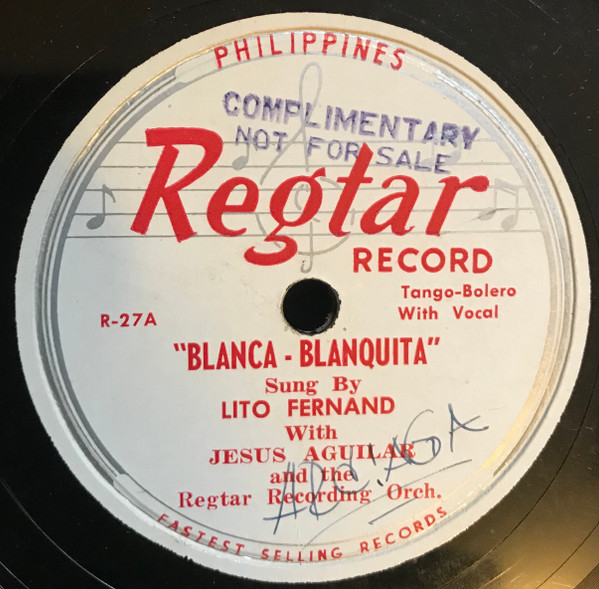 PHILIPPINES
COMPLIMENTARY
NOT FOR SALE
Regtar
RECORD
Tango-Bolero
With Vocal
R-27A
"BLANCA - BLANQUITA"
Sung By
LITO FERNAND
With
JESUS AGUILAR
and the
Regtar Recording Orch.
FASTEST SELLING RECORDS